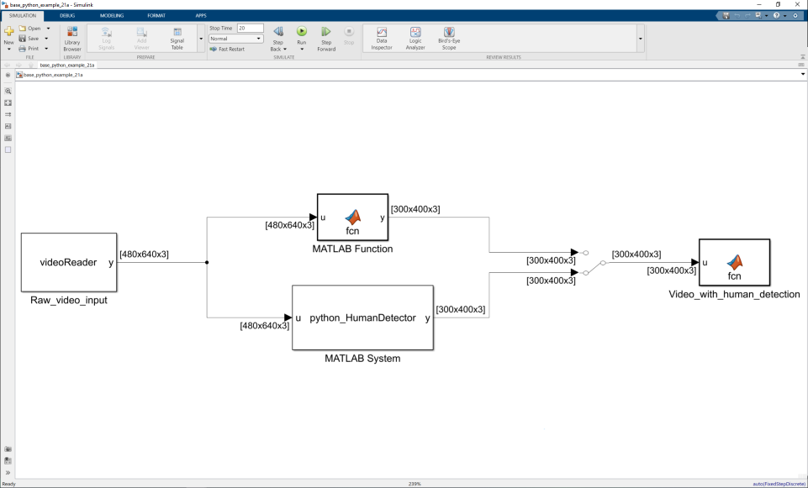 base_python_example_21a - Simulink
SIMULATION DEBUG MODELING FORMAT APPS
New
Open
Save
Print
FILE
Library Browser
LIBRARY
Log Signals
Add Viewer
Signal Table
PREPARE
Stop Time 20
Normal
Fast Restart
Step Back
Run
Step Forward
Stop
SIMULATE
Data Inspector
Logic Analyzer
Bird's-Eye Scope
REVIEW RESULTS
base_python_example_21a
base_python_example_21a
videoReader y
Raw_video_input
[480x640x3]
[480x640x3]
u fcn y
MATLAB Function
[300x400x3]
[480x640x3]
u python_HumanDetector y
MATLAB System
[300x400x3]
[300x400x3]
[300x400x3]
[300x400x3]
[300x400x3]
u fcn
Video_with_human_detection
Ready
239%
auto(FixedStepDiscrete)